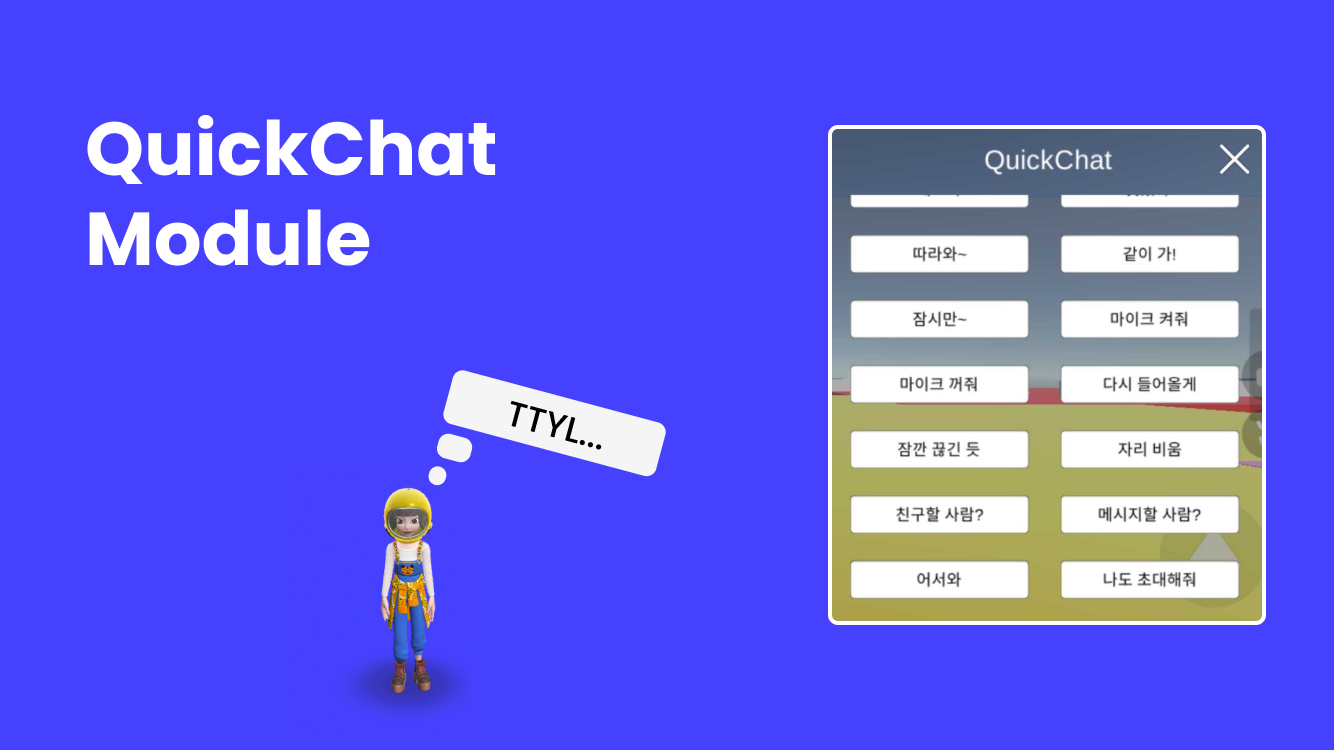 QuickChat
Module
TTYL...
QuickChat
따라와~
같이 가!
잠시만~
마이크 켜줘
마이크 꺼줘
다시 들어올게
잠깐 끊긴 듯
자리 비움
친구할 사람?
메시지할 사람?
어서와
나도 초대해줘